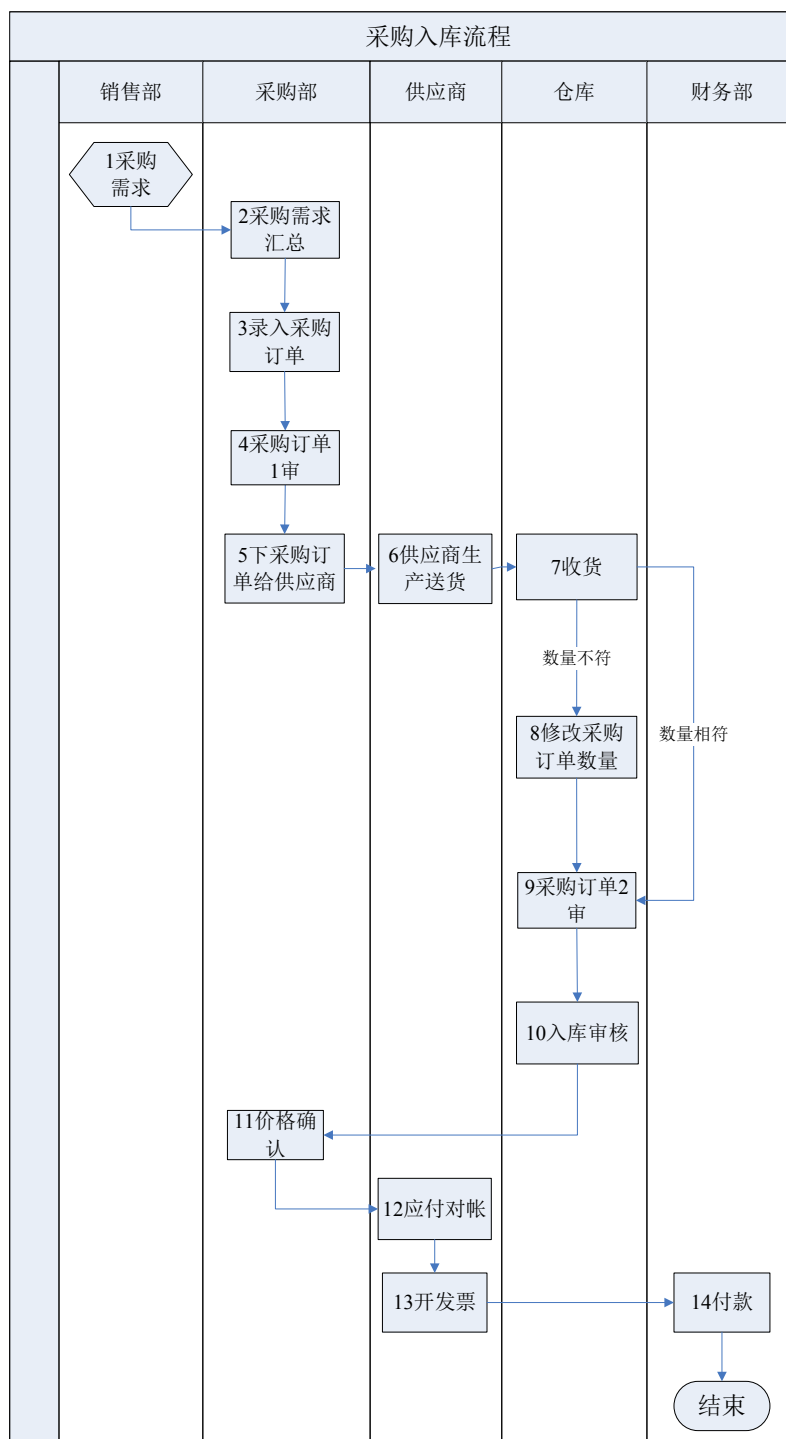 采购入库流程
销售部
采购部
供应商
仓库
财务部
1采购
需求
2采购需求
汇总
3录入采购
订单
4采购订单
1审
5下采购订
单给供应商
6供应商生
产送货
7收货
数量不符
8修改采购
订单数量
数量相符
9采购订单2
审
10入库审核
11价格确
认
12应付对帐
13开发票
14付款
结束